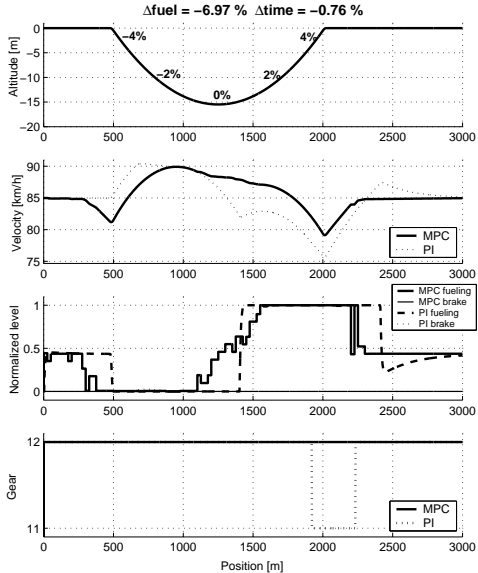 Δfuel = −6.97 % Δtime = −0.76 %
Altitude [m]
0
−5
−10
−15
−20
−4%
−2%
0%
2%
4%
0 500 1000 1500 2000 2500 3000
Velocity [km/h]
90
85
80
75
MPC
PI
0 500 1000 1500 2000 2500 3000
Normalized level
1
0.5
0
MPC fueling
MPC brake
PI fueling
PI brake
0 500 1000 1500 2000 2500 3000
Gear
12
11
MPC
PI
0 500 1000 1500 2000 2500 3000
Position [m]